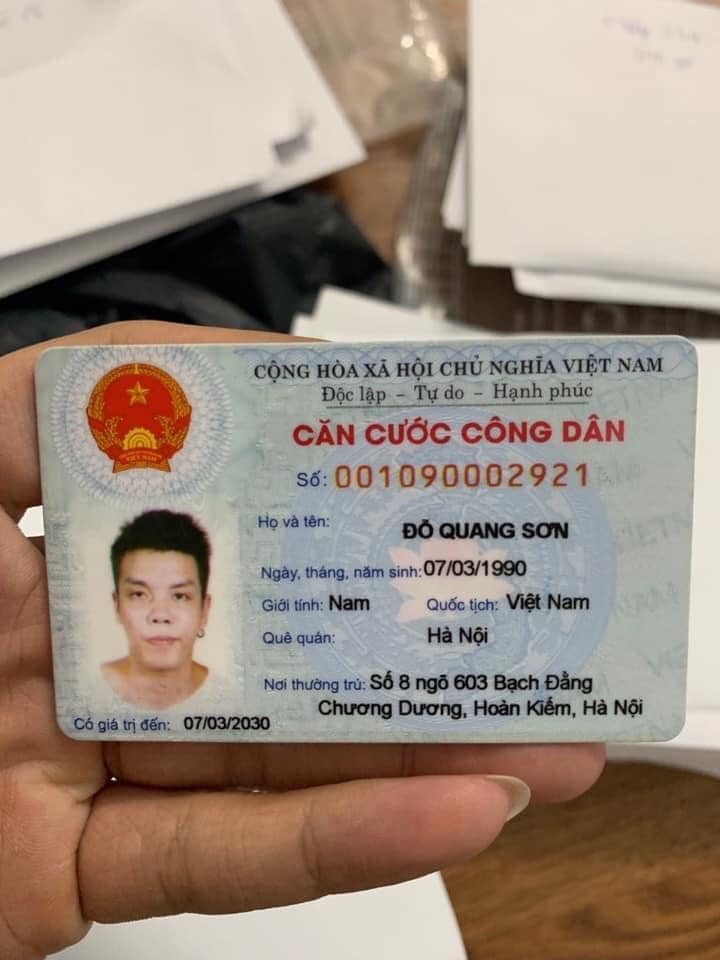 CỘNG HÒA XÃ HỘI CHỦ NGHĨA VIỆT NAM
Độc lập - Tự do - Hạnh phúc
CĂN CƯỚC CÔNG DÂN
Số: 001090002921
Họ và tên: ĐỖ QUANG SƠN
Ngày, tháng, năm sinh: 07/03/1990
Giới tính: Nam Quốc tịch: Việt Nam
Quê quán: Hà Nội
Nơi thường trú: Số 8 ngõ 603 Bạch Đằng
Chương Dương, Hoàn Kiếm, Hà Nội
Có giá trị đến: 07/03/2030